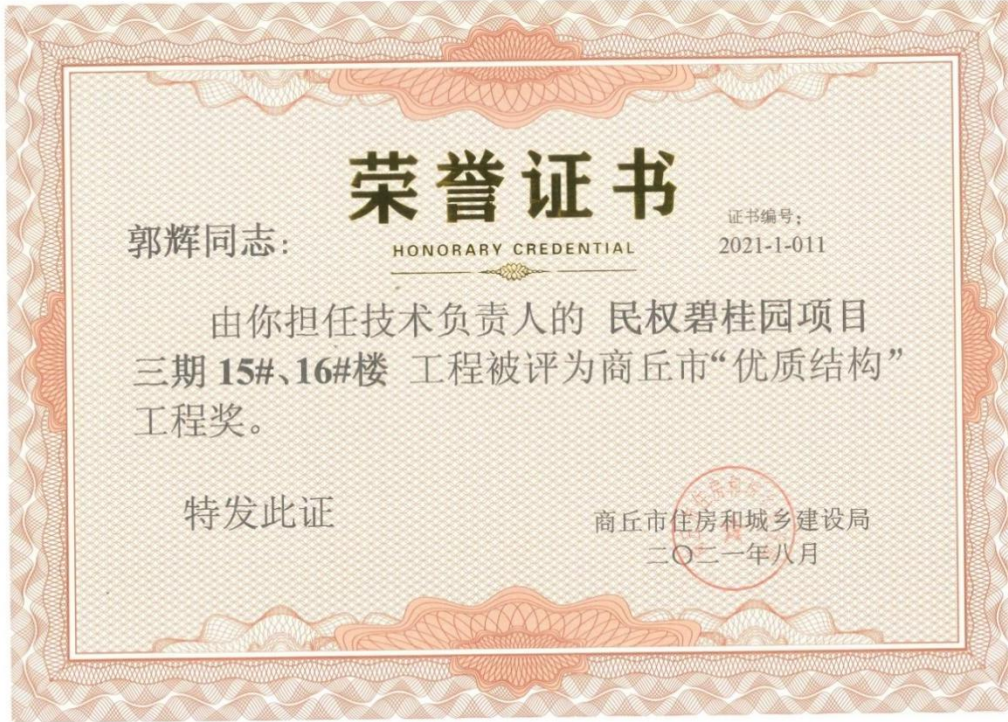 荣誉证书
HONORARY CREDENTIAL
证书编号：
2021-1-011
郭辉同志：
由你担任技术负责人的 民权碧桂园项目
三期 15#、16#楼 工程被评为商丘市“优质结构”
工程奖。
特发此证
商丘市住房和城乡建设局
二〇二一年八月